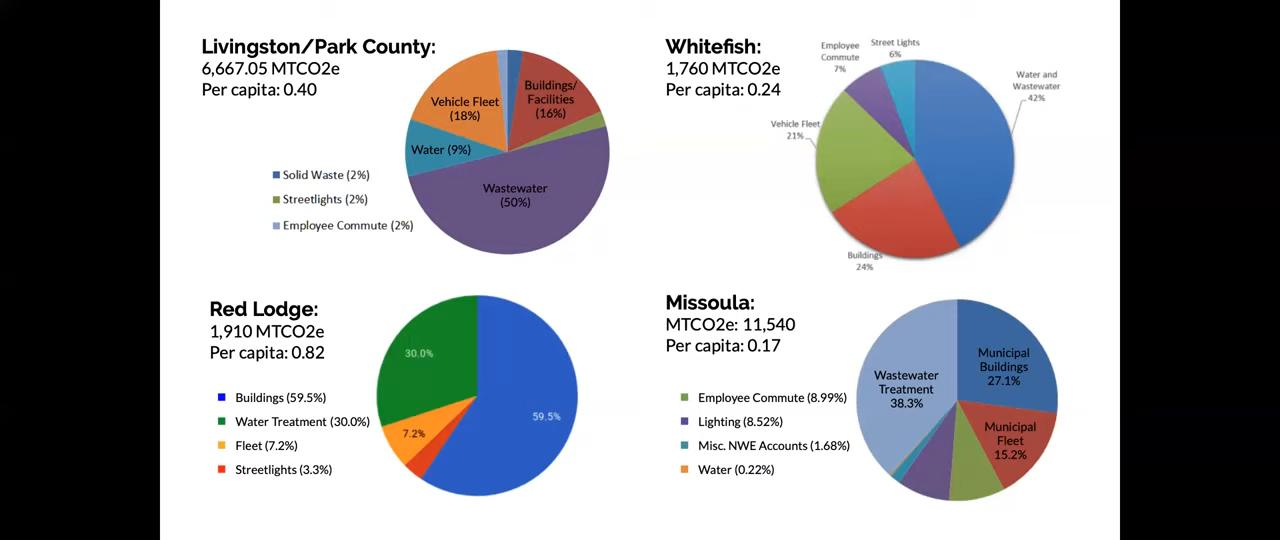 Livingston/Park County:
6,667.05 MTCO2e
Per capita: 0.40
Vehicle Fleet
(18%)
Buildings/
Facilities
(16%)
Water (9%)
Wastewater
(50%)
Solid Waste (2%)
Streetlights (2%)
Employee Commute (2%)
Whitefish:
1,760 MTCO2e
Per capita: 0.24
Employee
Commute
7%
Street Lights
6%
Water and
Wastewater
42%
Vehicle Fleet
21%
Buildings
24%
Red Lodge:
1,910 MTCO2e
Per capita: 0.82
30.0%
59.5%
7.2%
Buildings (59.5%)
Water Treatment (30.0%)
Fleet (7.2%)
Streetlights (3.3%)
Missoula:
MTCO2e: 11,540
Per capita: 0.17
Wastewater
Treatment
38.3%
Municipal
Buildings
27.1%
Municipal
Fleet
15.2%
Employee Commute (8.99%)
Lighting (8.52%)
Misc. NWE Accounts (1.68%)
Water (0.22%)